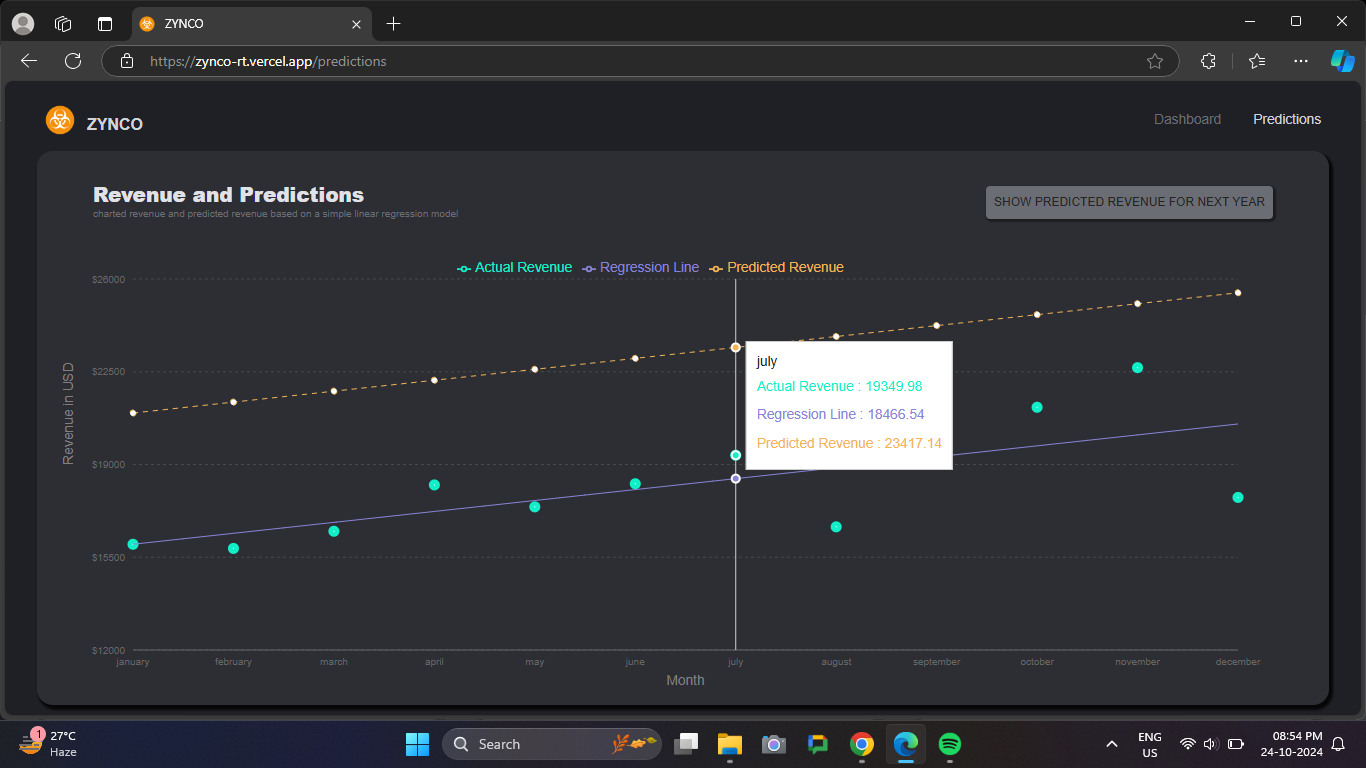 ZYNCO
https://zynco-rt.vercel.app/predictions
ZYNCO
Dashboard Predictions
Revenue and Predictions
charted revenue and predicted revenue based on a simple linear regression model
SHOW PREDICTED REVENUE FOR NEXT YEAR
Actual Revenue Regression Line Predicted Revenue
$26000
$22500
$19000
$15500
$12000
Revenue in USD
july
Actual Revenue : 19349.98
Regression Line : 18466.54
Predicted Revenue : 23417.14
january february march april may june july august september october november december
Month
1
27°C
Haze
Search
ENG
US
08:54 PM
24-10-2024